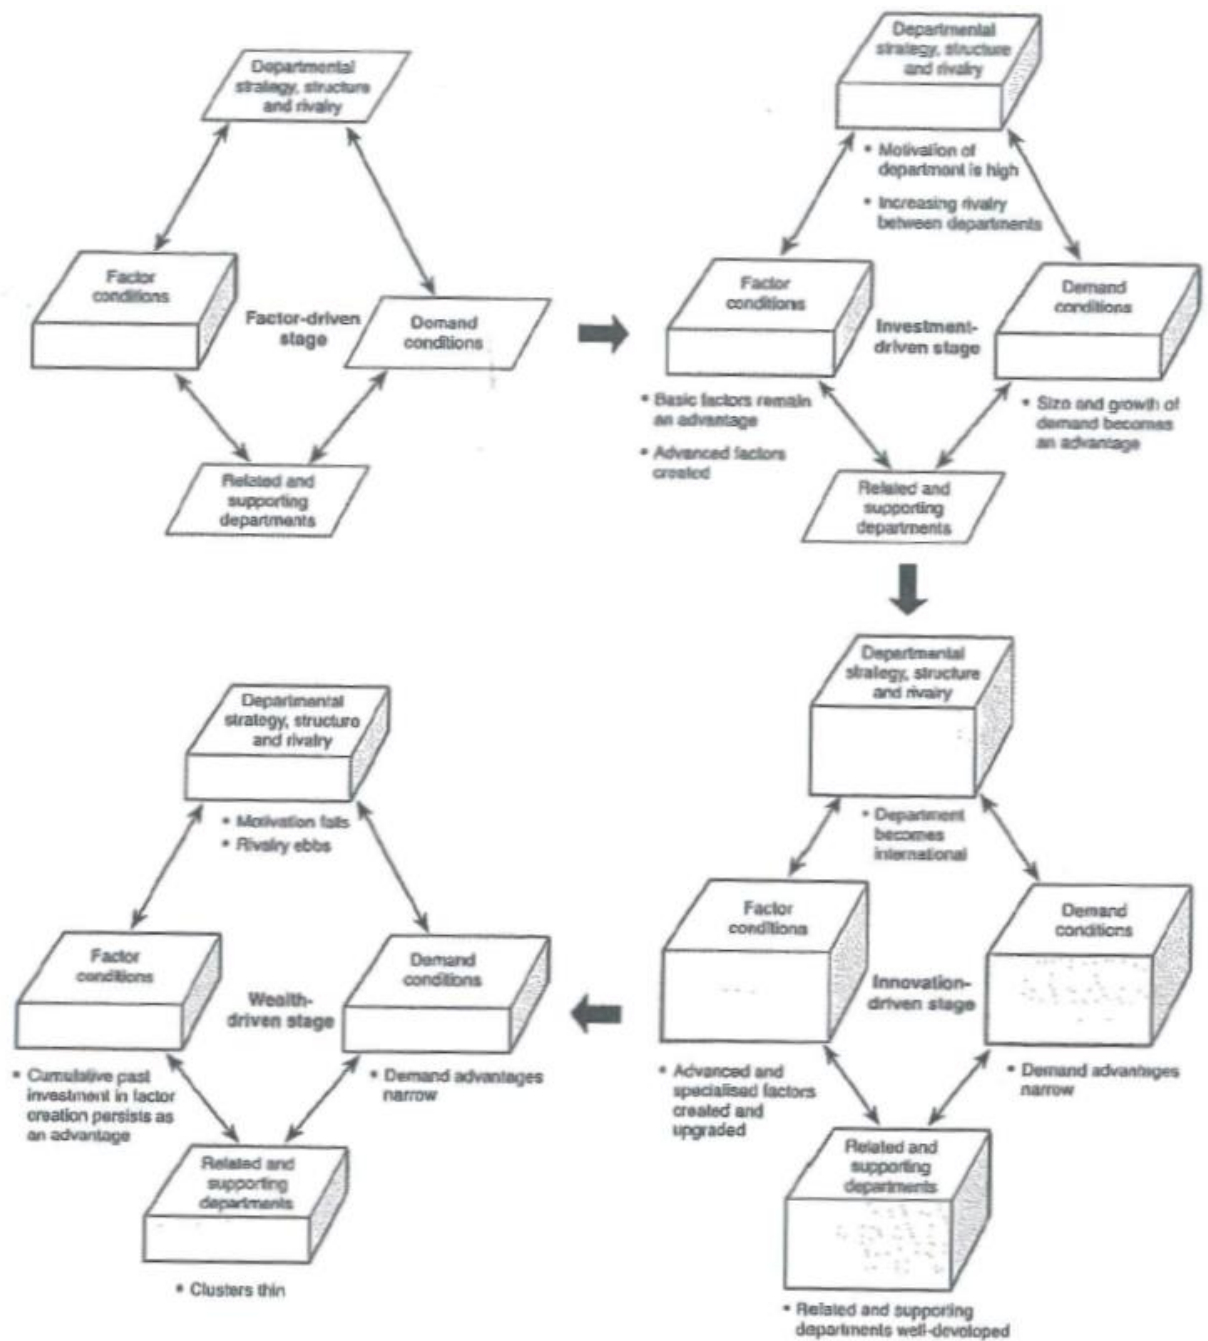 Departmental
strategy, structure
and rivalry
Factor
conditions
Factor-driven
stage
Demand
conditions
Related and
supporting
departments
Departmental
strategy, structure
and rivalry
• Motivation of
department is high
• Increasing rivalry
between departments
Factor
conditions
Investment-
driven stage
Demand
conditions
• Basic factors remain
an advantage
• Advanced factors
created
• Size and growth of
demand becomes
an advantage
Related and
supporting
departments
Departmental
strategy, structure
and rivalry
• Department
becomes
international
Factor
conditions
Innovation-
driven stage
Demand
conditions
• Advanced and
specialised factors
created and
upgraded
• Demand advantages
narrow
Related and
supporting
departments
• Related and supporting
departments well-developed
Departmental
strategy, structure
and rivalry
• Motivation falls
• Rivalry ebbs
Factor
conditions
Wealth-
driven stage
Demand
conditions
• Cumulative past
investment in factor
creation persists as
an advantage
• Demand advantages
narrow
Related and
supporting
departments
• Clusters thin